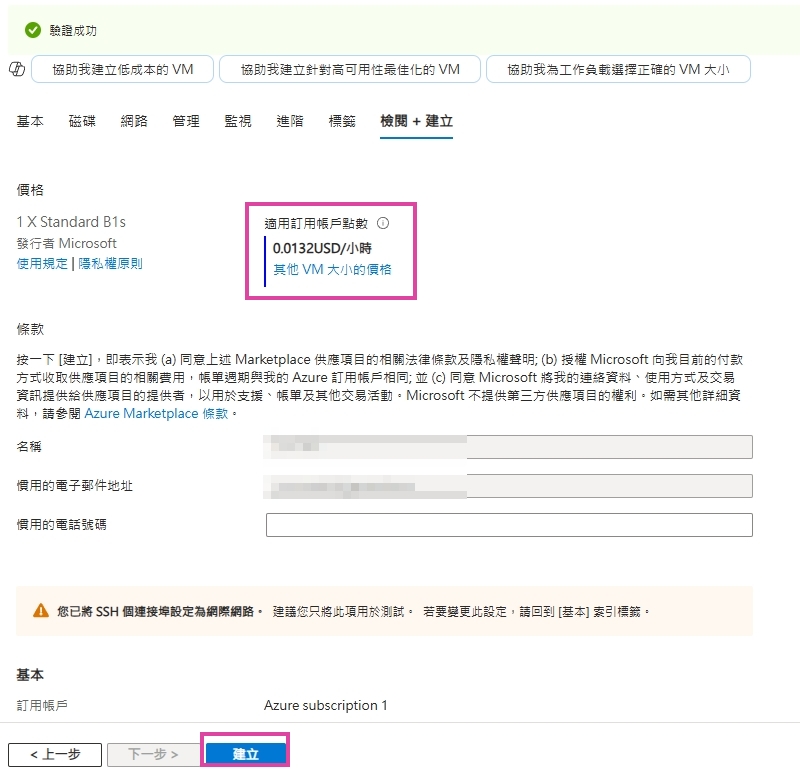 驗證成功
協助我建立低成本的 VM
協助我建立針對高可用性最佳化的 VM
協助我為工作負載選擇正確的 VM 大小
基本 磁碟 網路 管理 監視 進階 標籤 檢閱 + 建立
價格
1 X Standard B1s
發行者 Microsoft
使用規定 | 隱私權原則
適用訂用帳戶點數
0.0132USD/小時
其他 VM 大小的價格
條款
按一下 [建立],即表示我 (a) 同意上述 Marketplace 供應項目的相關法律條款及隱私權聲明; (b) 授權 Microsoft 向我目前的付款
方式收取供應項目的相關費用,帳單週期與我的 Azure 訂用帳戶相同; 並 (c) 同意 Microsoft 將我的連絡資料、使用方式及交易
資訊提供給供應項目的提供者,以用於支援、帳單及其他交易活動。Microsoft 不提供第三方供應項目的權利。如需其他詳細資
料,請參閱 Azure Marketplace 條款。
名稱
慣用的電子郵件地址
慣用的電話號碼
您已將 SSH 個連接埠設定為網際網路。 建議您只將此項用於測試。 若要變更此設定,請回到 [基本] 索引標籤。
基本
訂用帳戶 Azure subscription 1
< 上一步
下一步 >
建立